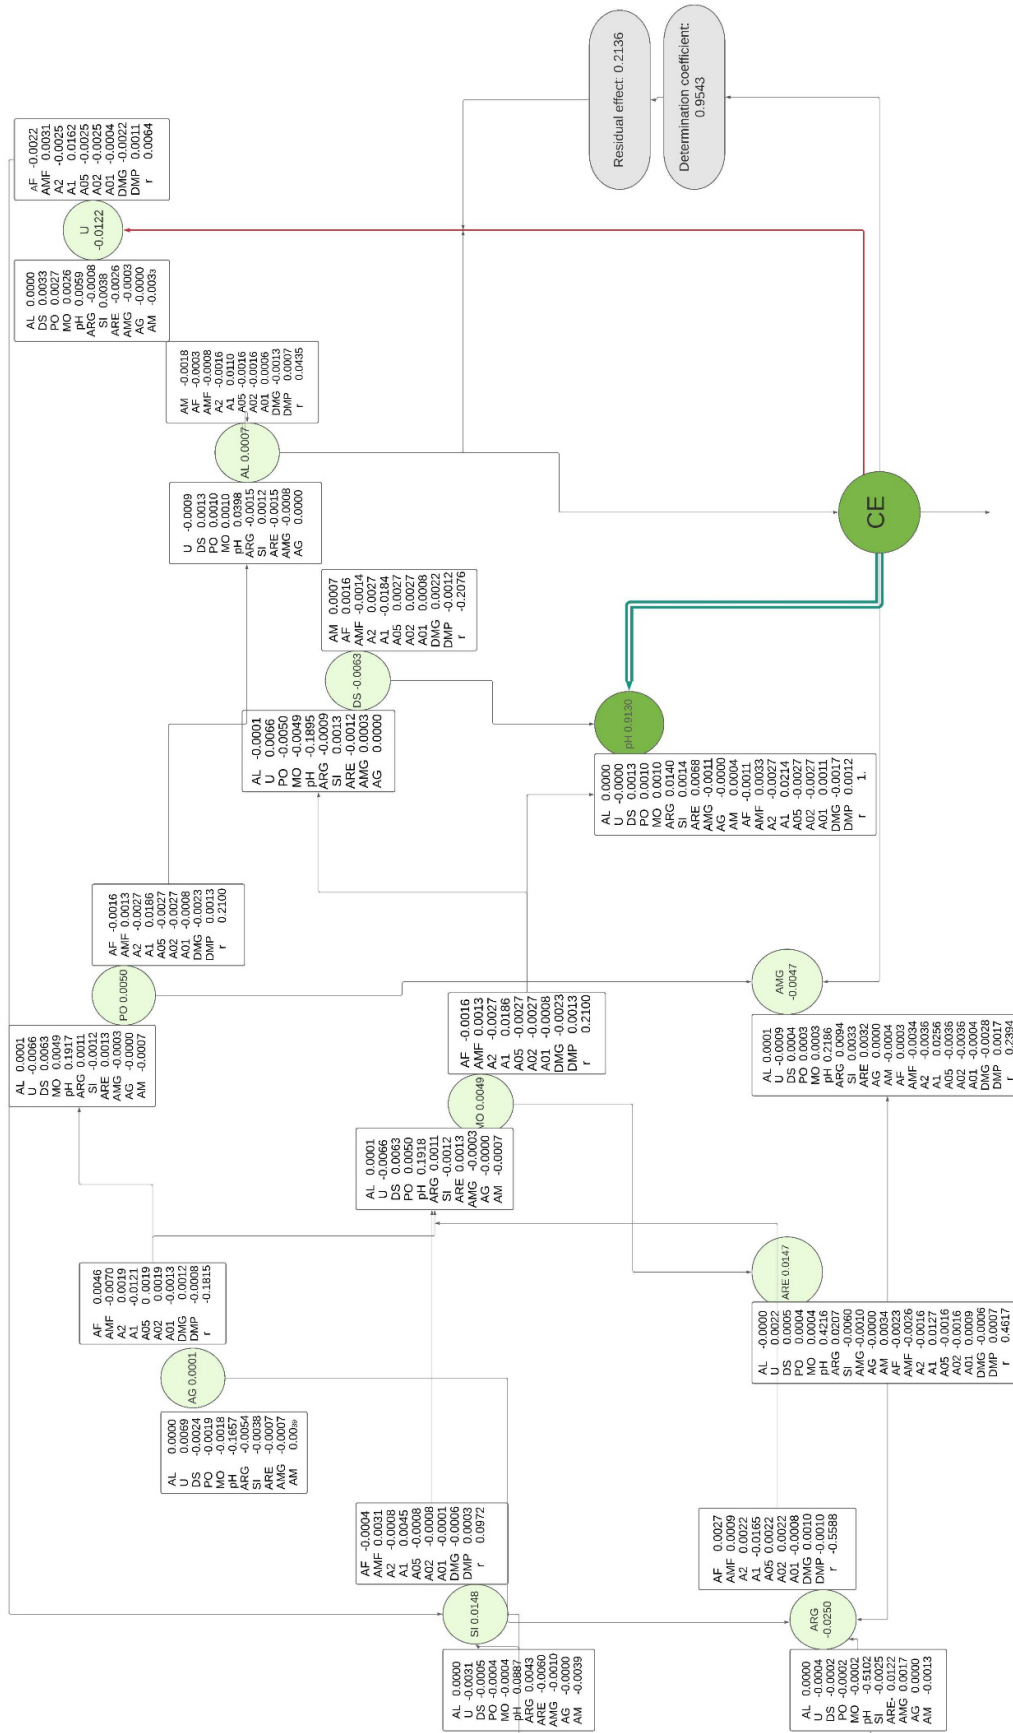 AL 0.0000
DS 0.0033
PO 0.0027
MO 0.0026
pH 0.0059
ARG -0.0008
SI 0.0038
ARE -0.0026
AMG -0.0003
AG -0.0000
AM -0.0033
U
-0.0122
AF -0.0022
AMF 0.0031
A2 -0.0025
A1 0.0162
A05 -0.0025
A02 -0.0025
A01 -0.0004
DMG -0.0022
DMP 0.0011
r 0.0064
AL 0.0001
U -0.0066
DS 0.0063
MO 0.0049
pH 0.1917
ARG 0.0011
SI -0.0012
ARE 0.0013
AMG -0.0003
AG -0.0000
AM -0.0007
PO 0.0050
AF -0.0016
AMF 0.0013
A2 -0.0027
A1 0.0186
A05 -0.0027
A02 -0.0027
A01 -0.0008
DMG -0.0023
DMP 0.0013
r 0.2100
AL 0.0000
U 0.0069
DS -0.0024
PO -0.0019
MO -0.0018
pH -0.1657
ARG -0.0054
SI -0.0038
ARE -0.0007
AMG -0.0007
AM 0.0039
AG 0.0001
AF 0.0046
AMF -0.0070
A2 0.0019
A1 -0.0121
A05 0.0019
A02 0.0019
A01 -0.0013
DMG 0.0012
DMP -0.0008
r -0.1815
U -0.0009
DS 0.0013
PO 0.0010
MO 0.0010
pH 0.0398
ARG -0.0015
SI 0.0012
ARE -0.0015
AMG -0.0008
AG 0.0000
AL 0.0007
AM -0.0018
AF -0.0003
AMF -0.0008
A2 -0.0016
A1 0.0110
A05 -0.0016
A02 -0.0016
A01 0.0006
DMG -0.0013
DMP 0.0007
r 0.0435
AL -0.0001
U 0.0066
PO -0.0050
MO -0.0049
pH -0.1895
ARG -0.0009
SI 0.0013
ARE -0.0012
AMG 0.0003
AG 0.0000
DS -0.0063
AM 0.0007
AF 0.0016
AMF -0.0014
A2 0.0027
A1 -0.0184
A05 0.0027
A02 0.0027
A01 0.0008
DMG 0.0022
DMP -0.0012
r -0.2076
AL 0.0001
U -0.0066
DS 0.0063
PO 0.0050
pH 0.1918
ARG 0.0011
SI -0.0012
ARE 0.0013
AMG -0.0003
AG -0.0000
AM -0.0007
MO 0.0049
AF -0.0016
AMF 0.0013
A2 -0.0027
A1 0.0186
A05 -0.0027
A02 -0.0027
A01 -0.0008
DMG -0.0023
DMP 0.0013
r 0.2100
AL 0.0000
U -0.0031
DS -0.0005
PO -0.0004
MO -0.0004
pH 0.0887
ARG 0.0043
ARE -0.0060
AMG -0.0010
AG -0.0000
AM -0.0039
SI 0.0148
AF -0.0004
AMF 0.0031
A2 -0.0008
A1 0.0045
A05 -0.0008
A02 -0.0008
A01 -0.0001
DMG -0.0006
DMP 0.0003
r 0.0972
AL 0.0000
U -0.0000
DS 0.0013
PO 0.0010
MO 0.0010
ARG 0.0140
SI 0.0014
ARE 0.0068
AMG -0.0011
AG -0.0000
AM 0.0004
AF -0.0011
AMF 0.0033
A2 -0.0027
A1 0.0214
A05 -0.0027
A02 -0.0027
A01 0.0011
DMG -0.0017
DMP 0.0012
r 1.
pH 0.9130
Residual effect: 0.2136
Determination coefficient:
0.9543
CE
AL 0.0001
U -0.0009
DS 0.0004
PO 0.0003
MO 0.0003
pH 0.2186
ARG 0.0094
SI 0.0033
ARE 0.0032
AG 0.0000
AM -0.0004
AF 0.0003
AMF -0.0034
A2 -0.0036
A1 0.0256
A05 -0.0036
A02 -0.0036
A01 -0.0004
DMG -0.0028
DMP 0.0017
r 0.2394
AMG
-0.0047
AL -0.0000
U 0.0022
DS 0.0005
PO 0.0004
MO 0.0004
pH 0.4216
ARG 0.0207
SI -0.0060
AMG -0.0010
AG -0.0000
AM 0.0034
AF -0.0023
AMF -0.0026
A2 -0.0016
A1 0.0127
A05 -0.0016
A02 -0.0016
A01 0.0009
DMG -0.0006
DMP 0.0007
r 0.4617
ARE 0.0147
AL 0.0000
U -0.0004
DS -0.0002
PO -0.0002
MO -0.0002
pH -0.5102
SI -0.0025
ARE- 0.0122
AMG 0.0017
AG 0.0000
AM -0.0013
ARG
-0.0250
AF 0.0027
AMF 0.0009
A2 0.0022
A1 -0.0165
A05 0.0022
A02 0.0022
A01 -0.0008
DMG 0.0010
DMP -0.0010
r -0.5588